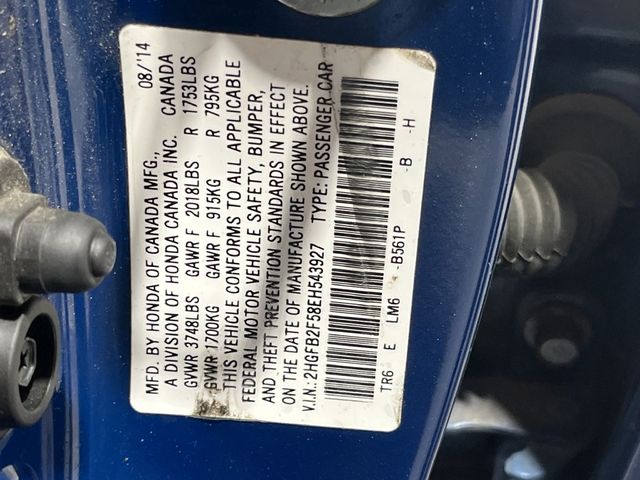 MFD. BY HONDA OF CANADA MFG., 08/'14
A DIVISION OF HONDA CANADA INC. CANADA
GVWR 3748LBS GAWR F 2018LBS R 1753LBS
GVWR 1700KG GAWR F 915KG R 795KG
THIS VEHICLE CONFORMS TO ALL APPLICABLE
FEDERAL MOTOR VEHICLE SAFETY, BUMPER,
AND THEFT PREVENTION STANDARDS IN EFFECT
ON THE DATE OF MANUFACTURE SHOWN ABOVE.
V.I.N.: 2HGFB2F58EH543927 TYPE: PASSENGER CAR
TR6 E LM6 -B561P -B -H